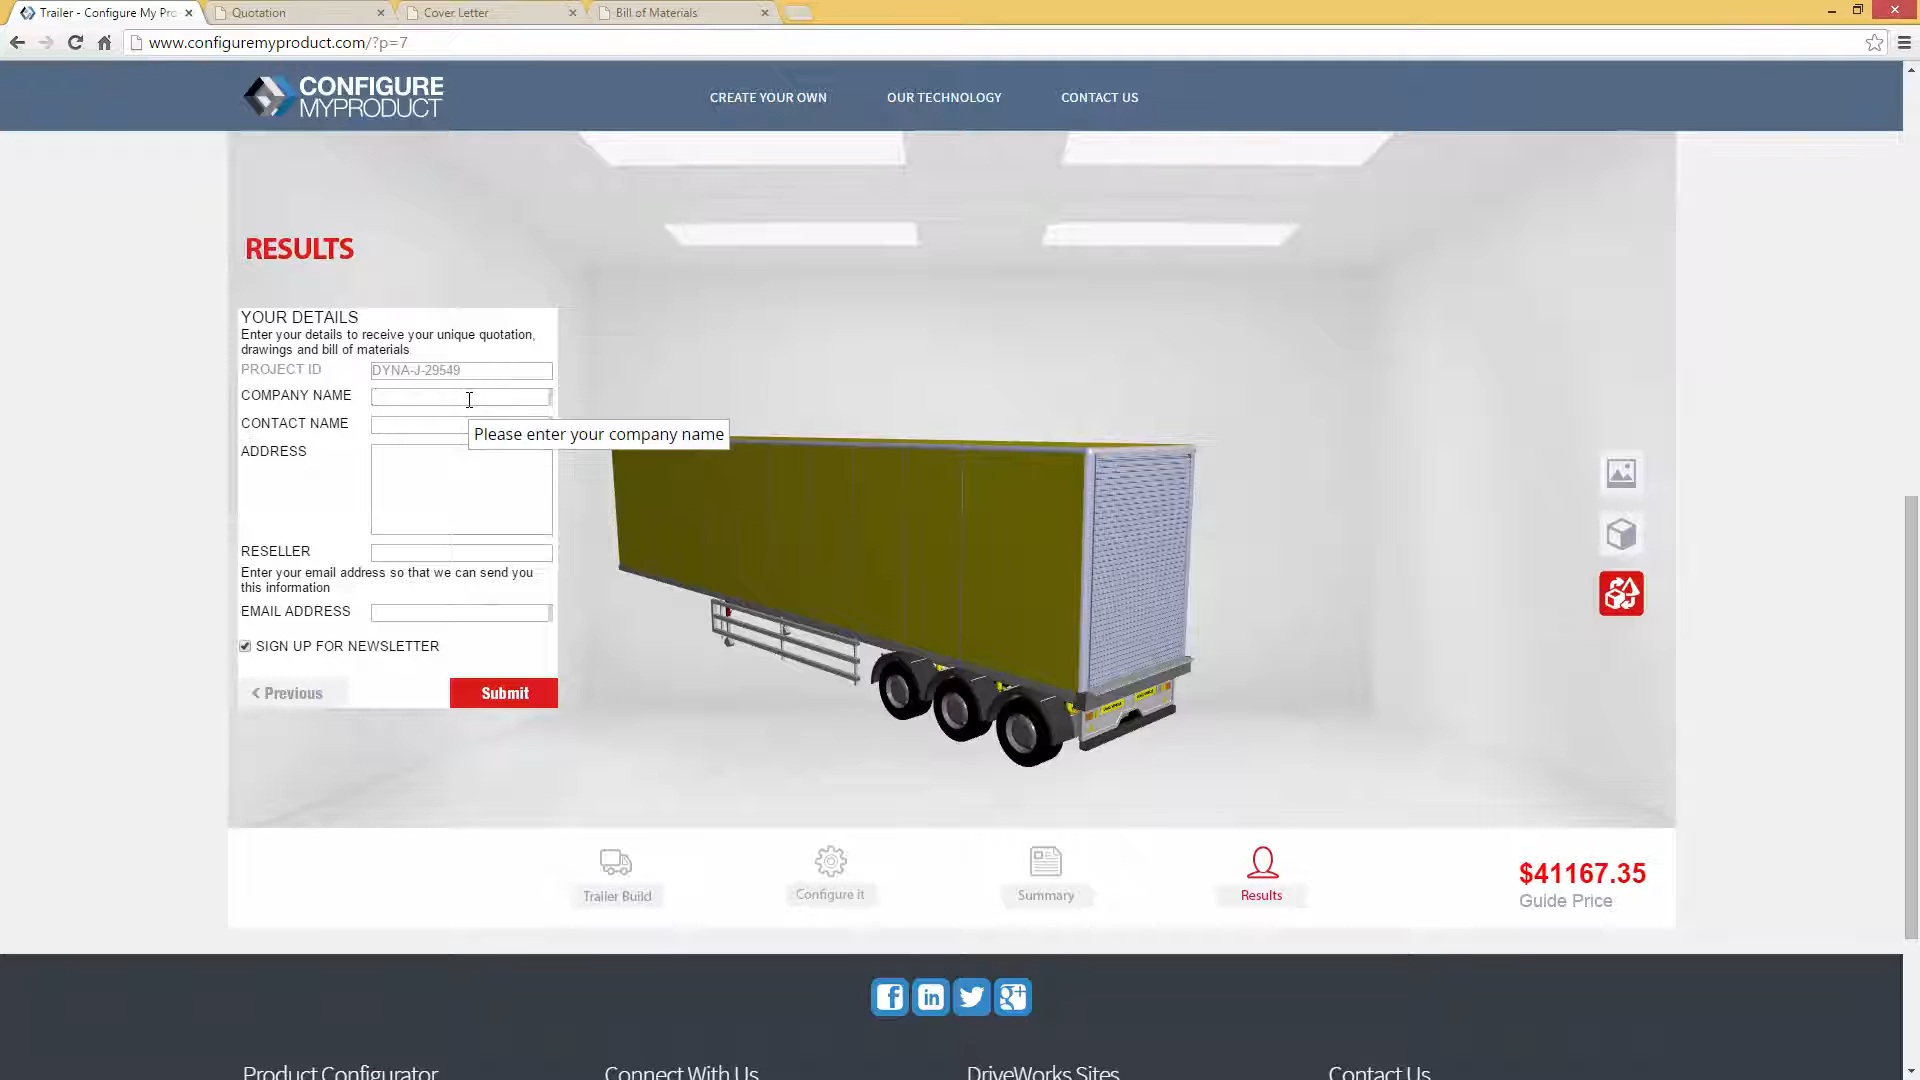 Trailer - Configure My Pro
Quotation
Cover Letter
Bill of Materials
www.configuremyproduct.com/?p=7
CONFIGURE
MYPRODUCT
CREATE YOUR OWN
OUR TECHNOLOGY
CONTACT US
RESULTS
YOUR DETAILS
Enter your details to receive your unique quotation,
drawings and bill of materials
PROJECT ID
DYNA-J-29549
COMPANY NAME
CONTACT NAME
Please enter your company name
ADDRESS
RESELLER
Enter your email address so that we can send you
this information
EMAIL ADDRESS
SIGN UP FOR NEWSLETTER
< Previous
Submit
Trailer Build
Configure it
Summary
Results
$41167.35
Guide Price
Product Configurator
Connect With Us
DriveWorks Sites
Contact Us